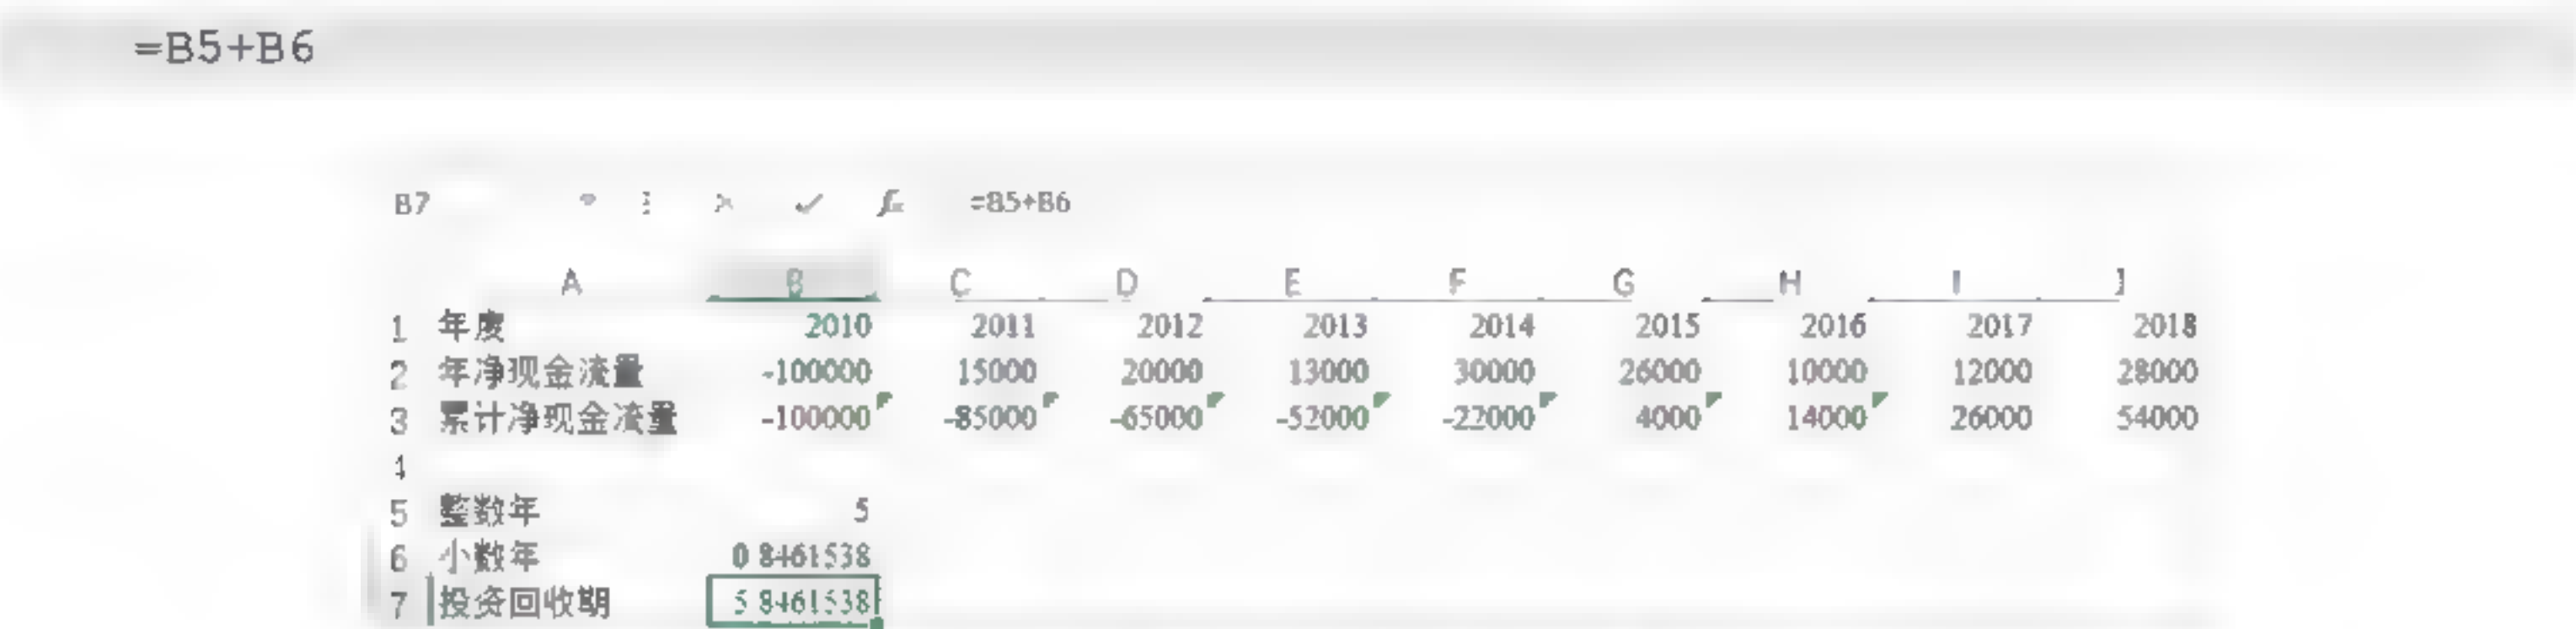 =B5+B6
B7 fx =B5+B6
A B C D E F G H I J
1 年度 2010 2011 2012 2013 2014 2015 2016 2017 2018
2 年净现金流量 -100000 15000 20000 13000 30000 26000 10000 12000 28000
3 累计净现金流量 -100000 -85000 -65000 -52000 -22000 4000 14000 26000 54000
4
5 整数年 5
6 小数年 0.8461538
7 投资回收期 5.8461538